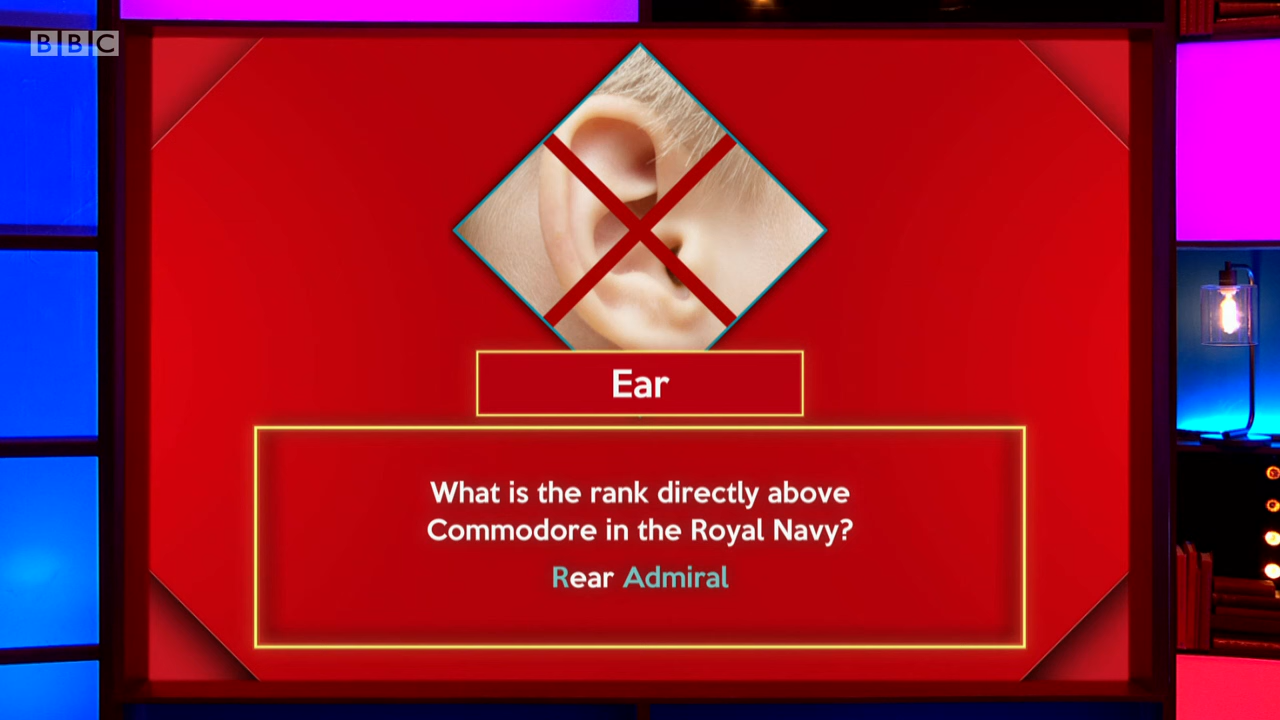 BBC
Ear
What is the rank directly above
Commodore in the Royal Navy?
Rear Admiral